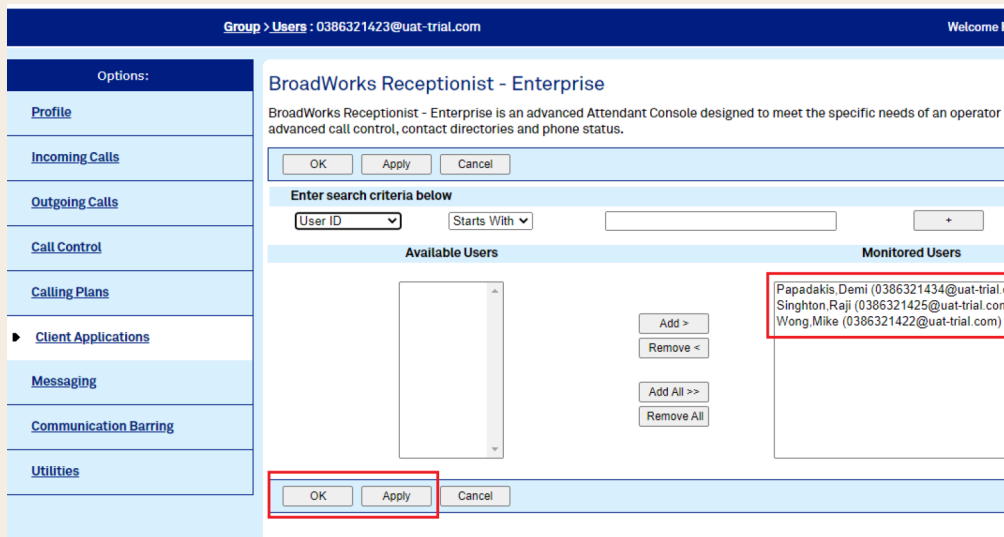 Group > Users : 0386321423@uat-trial.com
Welcome
Options:
Profile
Incoming Calls
Outgoing Calls
Call Control
Calling Plans
Client Applications
Messaging
Communication Barring
Utilities
BroadWorks Receptionist - Enterprise
BroadWorks Receptionist - Enterprise is an advanced Attendant Console designed to meet the specific needs of an operator
advanced call control, contact directories and phone status.
OK Apply Cancel
Enter search criteria below
User ID Starts With +
Available Users Monitored Users
Papadakis,Demi (0386321434@uat-trial.
Singhton,Raji (0386321425@uat-trial.com
Wong,Mike (0386321422@uat-trial.com)
Add >
Remove <
Add All >>
Remove All
OK Apply Cancel